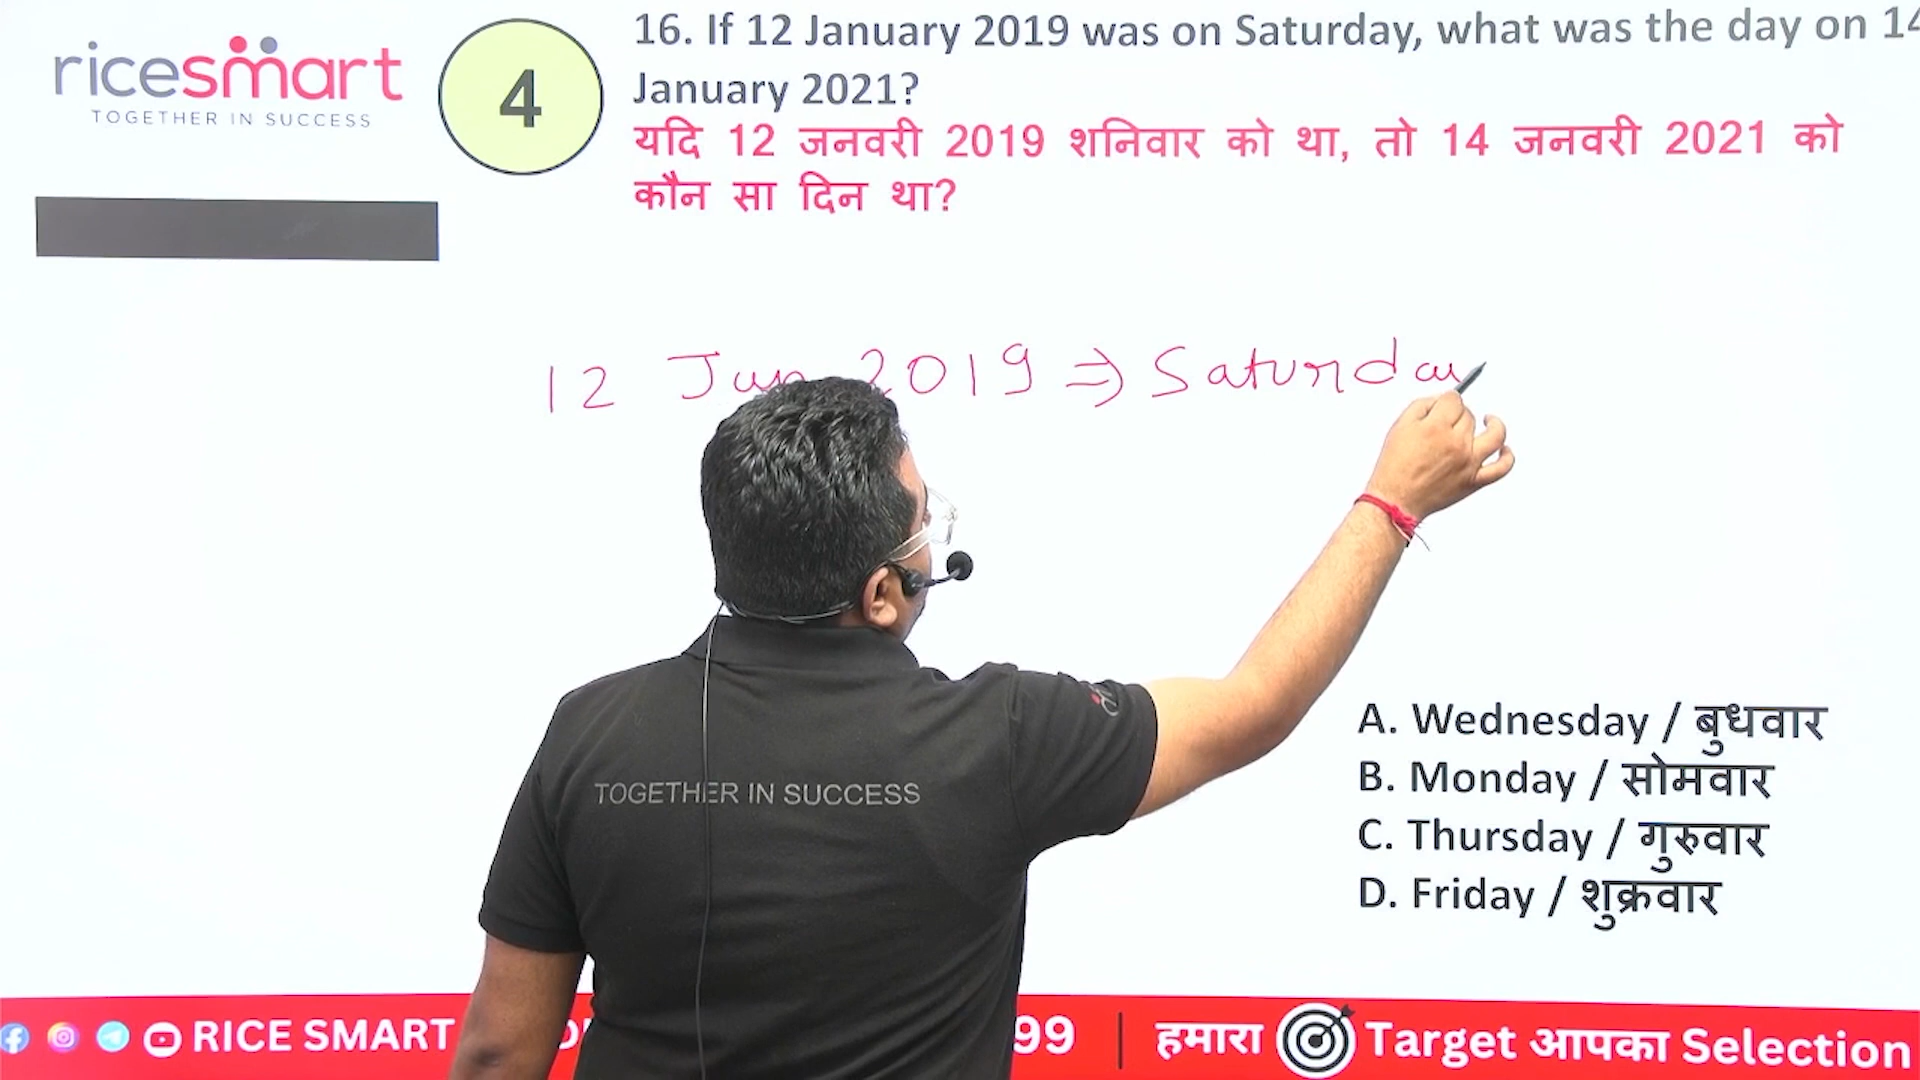 ricesmart
TOGETHER IN SUCCESS
4
16. If 12 January 2019 was on Saturday, what was the day on 14
January 2021?
यदि 12 जनवरी 2019 शनिवार को था, तो 14 जनवरी 2021 को
कौन सा दिन था?
12 Jan 2019 ⇒ Saturday
TOGETHER IN SUCCESS
A. Wednesday / बुधवार
B. Monday / सोमवार
C. Thursday / गुरुवार
D. Friday / शुक्रवार
RICE SMART 99 | हमारा Target आपका Selection